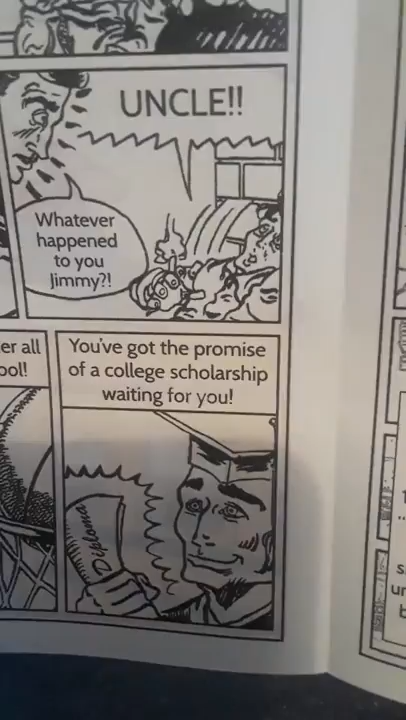 UNCLE!!
Whatever
happened
to you
Jimmy?!
er all
ool!
You've got the promise
of a college scholarship
waiting for you!
Diploma